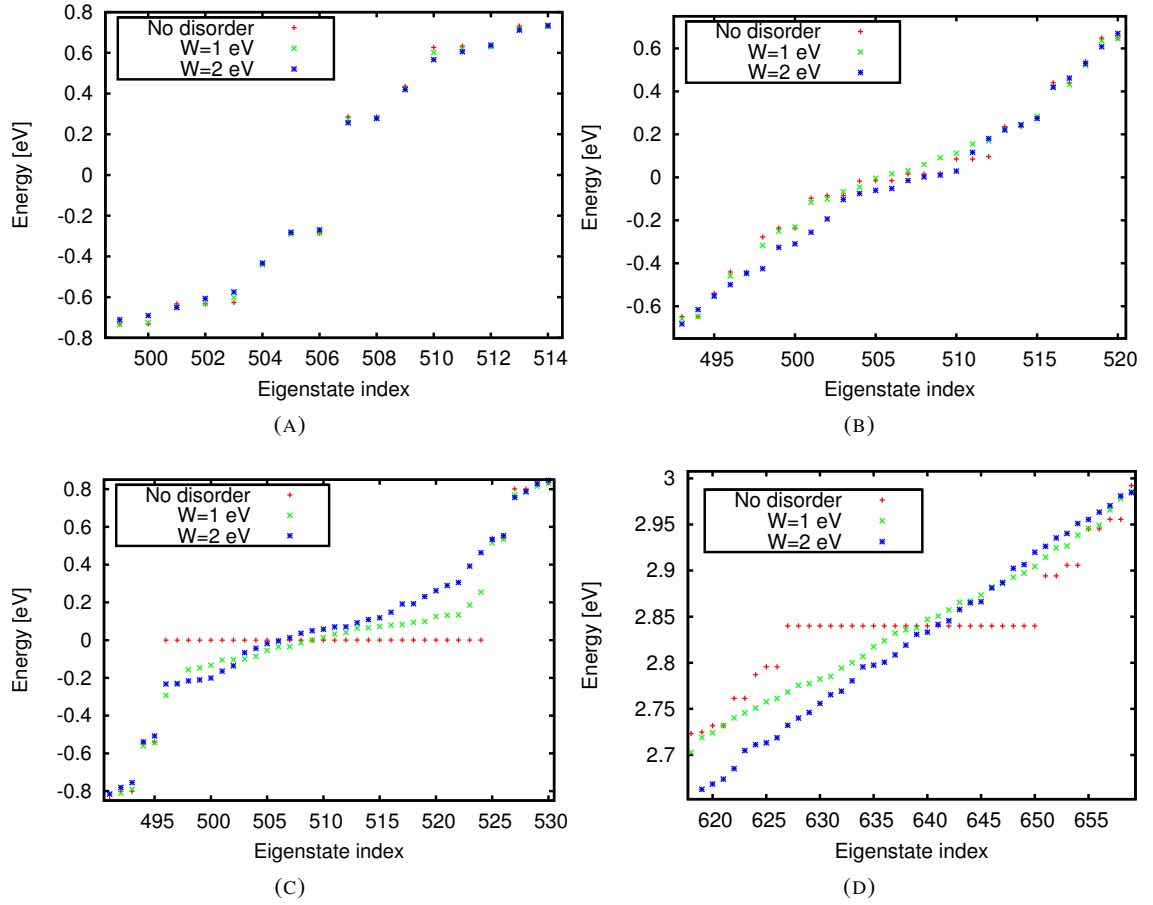 No disorder
W=1 eV
W=2 eV
0.8
0.6
0.4
0.2
0
-0.2
-0.4
-0.6
-0.8
Energy [eV]
500 502 504 506 508 510 512 514
Eigenstate index
(A)
No disorder
W=1 eV
W=2 eV
0.6
0.4
0.2
0
-0.2
-0.4
-0.6
Energy [eV]
495 500 505 510 515 520
Eigenstate index
(B)
No disorder
W=1 eV
W=2 eV
0.8
0.6
0.4
0.2
0
-0.2
-0.4
-0.6
-0.8
Energy [eV]
495 500 505 510 515 520 525 530
Eigenstate index
(C)
No disorder
W=1 eV
W=2 eV
3
2.95
2.9
2.85
2.8
2.75
2.7
Energy [eV]
620 625 630 635 640 645 650 655
Eigenstate index
(D)